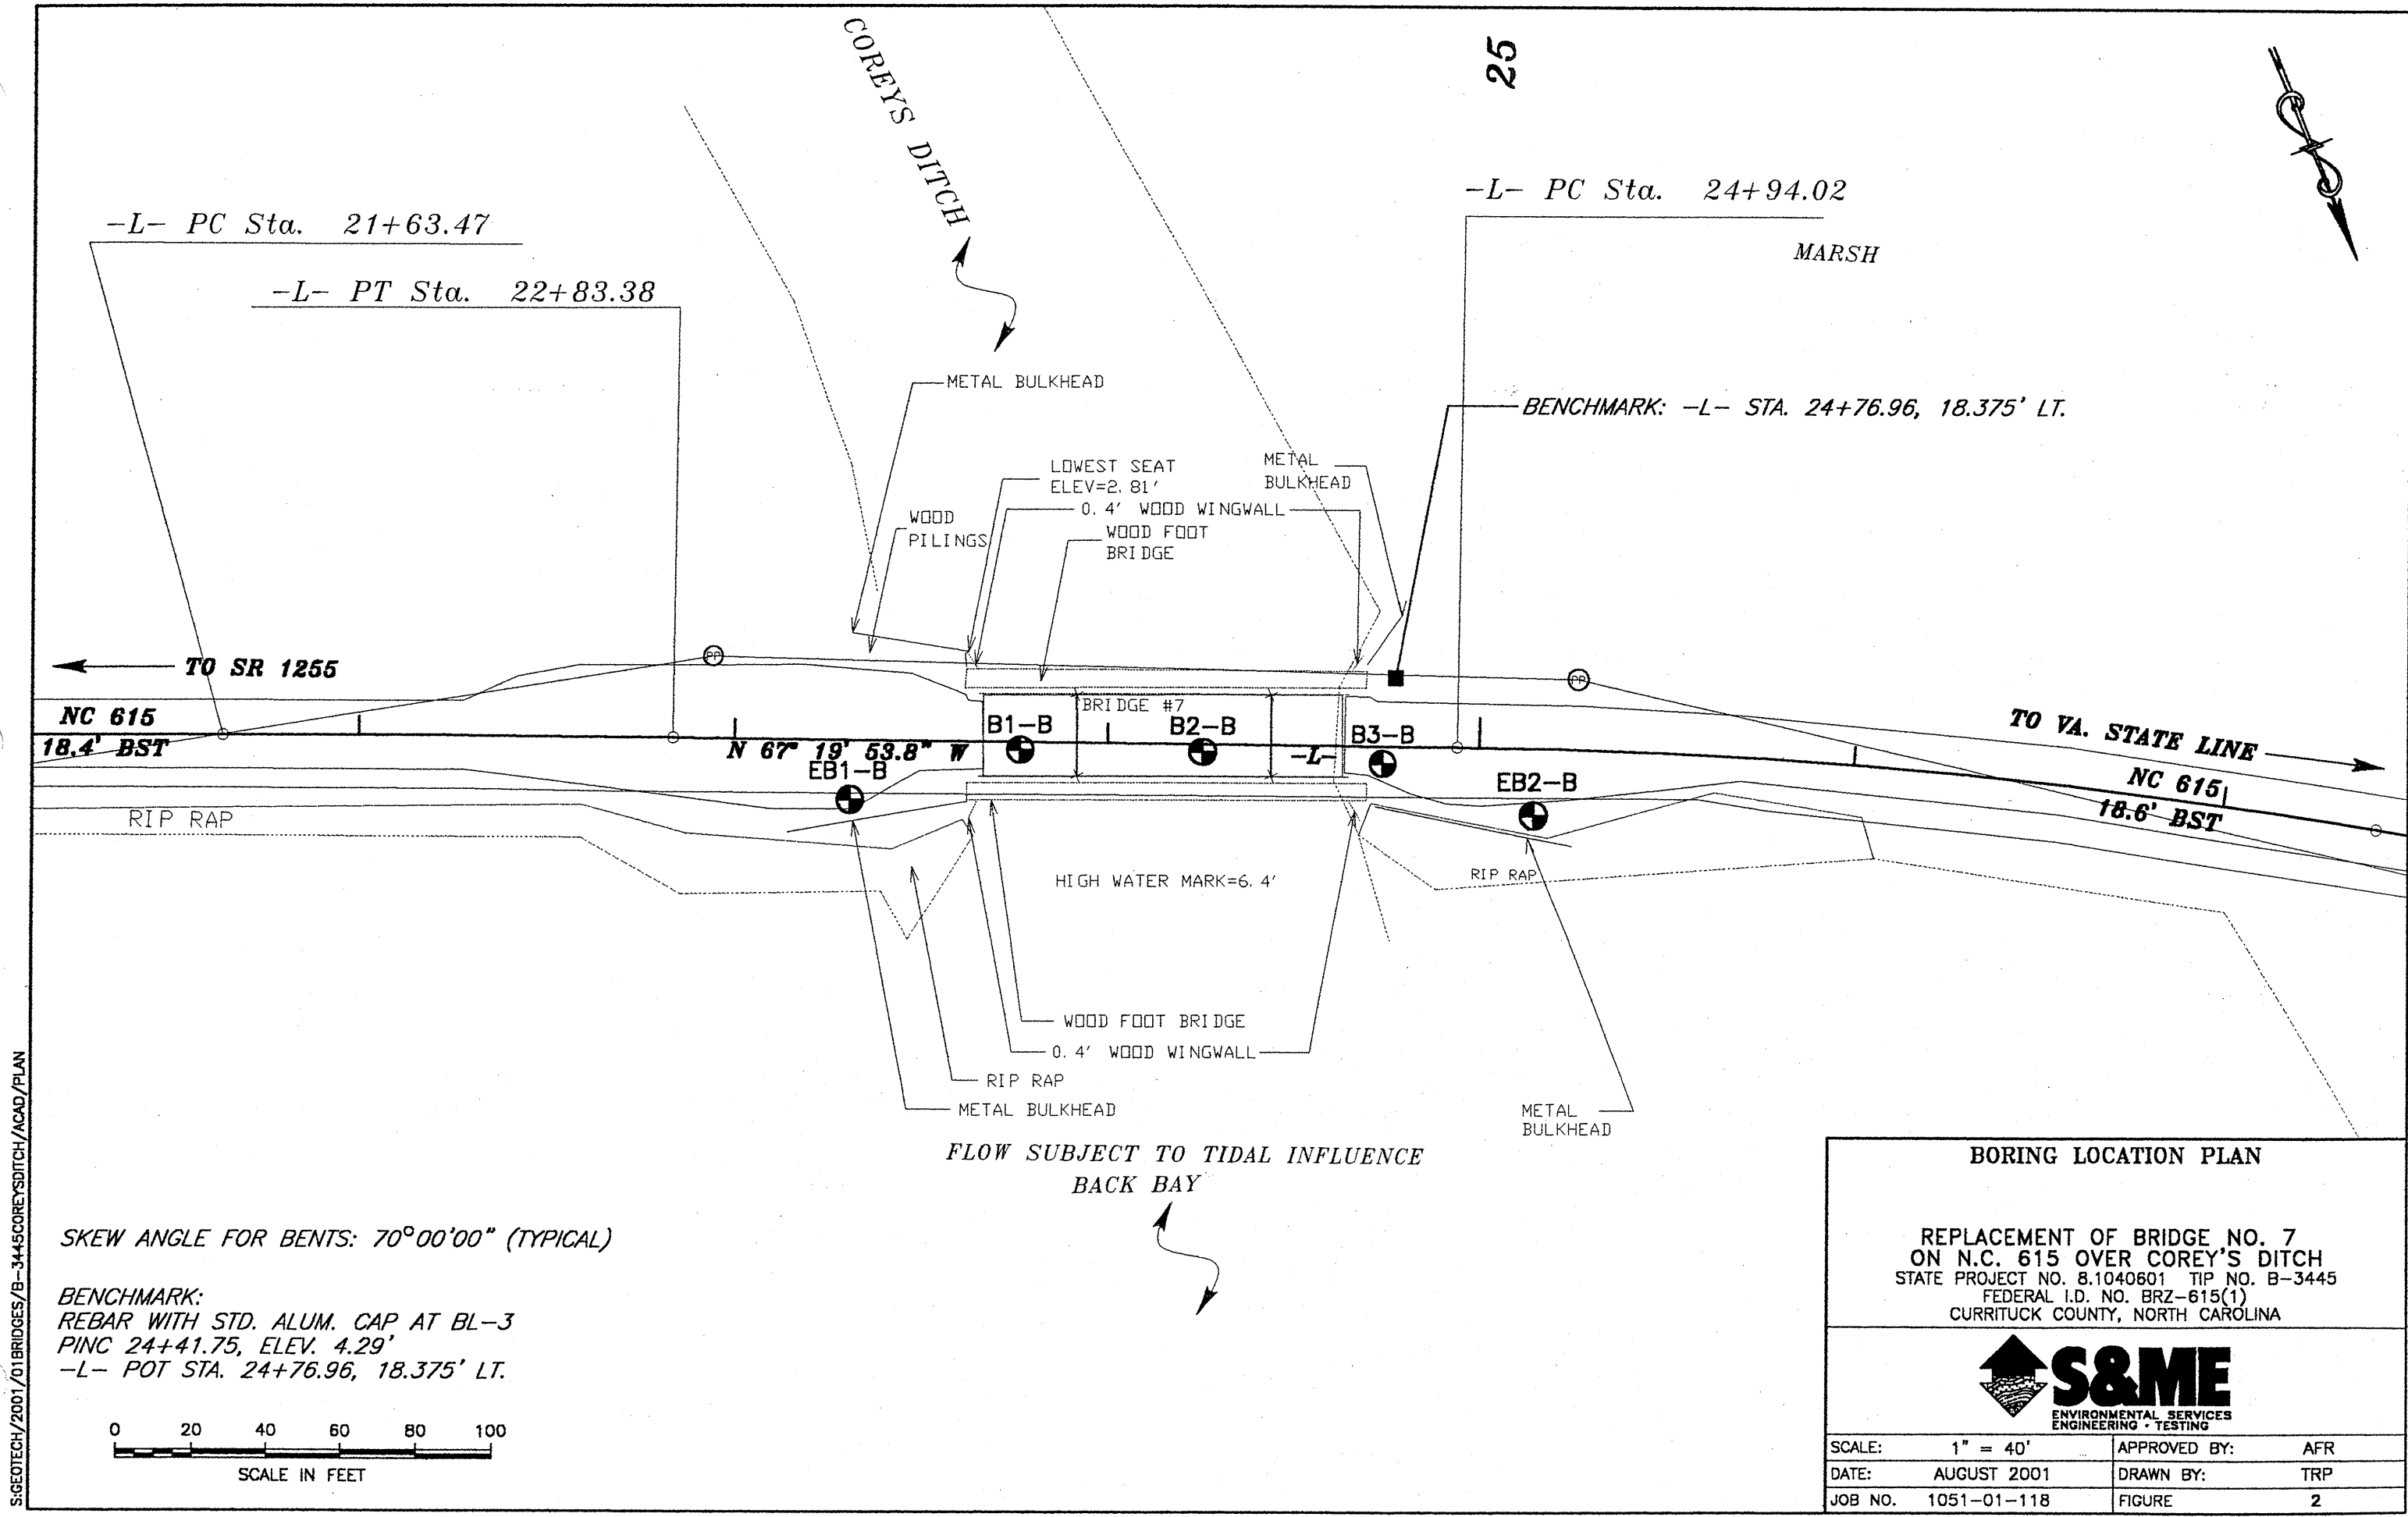 COREYS DITCH
25
-L- PC Sta. 21+63.47
-L- PT Sta. 22+83.38
-L- PC Sta. 24+94.02
MARSH
METAL BULKHEAD
BENCHMARK: -L- STA. 24+76.96, 18.375' LT.
LOWEST SEAT
ELEV=2.81'
METAL
BULKHEAD
0.4' WOOD WINGWALL
WOOD
PILINGS
WOOD FOOT
BRIDGE
PP
PP
TO SR 1255
NC 615
18.4' BST
BRIDGE #7
B1-B
B2-B
B3-B
N 67° 19' 53.8" W
-L-
EB1-B
EB2-B
TO VA. STATE LINE
NC 615
18.6' BST
RIP RAP
HIGH WATER MARK=6.4'
RIP RAP
WOOD FOOT BRIDGE
0.4' WOOD WINGWALL
RIP RAP
METAL BULKHEAD
METAL
BULKHEAD
FLOW SUBJECT TO TIDAL INFLUENCE
BACK BAY
SKEW ANGLE FOR BENTS: 70°00'00" (TYPICAL)
BENCHMARK:
REBAR WITH STD. ALUM. CAP AT BL-3
PINC 24+41.75, ELEV. 4.29'
-L- POT STA. 24+76.96, 18.375' LT.
0 20 40 60 80 100
SCALE IN FEET
S:GEOTECH/2001/01BRIDGES/B-3445COREYSDITCH/ACAD/PLAN
BORING LOCATION PLAN
REPLACEMENT OF BRIDGE NO. 7
ON N.C. 615 OVER COREY'S DITCH
STATE PROJECT NO. 8.1040601 TIP NO. B-3445
FEDERAL I.D. NO. BRZ-615(1)
CURRITUCK COUNTY, NORTH CAROLINA
S&ME
ENVIRONMENTAL SERVICES
ENGINEERING • TESTING
SCALE: 1" = 40' APPROVED BY: AFR
DATE: AUGUST 2001 DRAWN BY: TRP
JOB NO. 1051-01-118 FIGURE 2